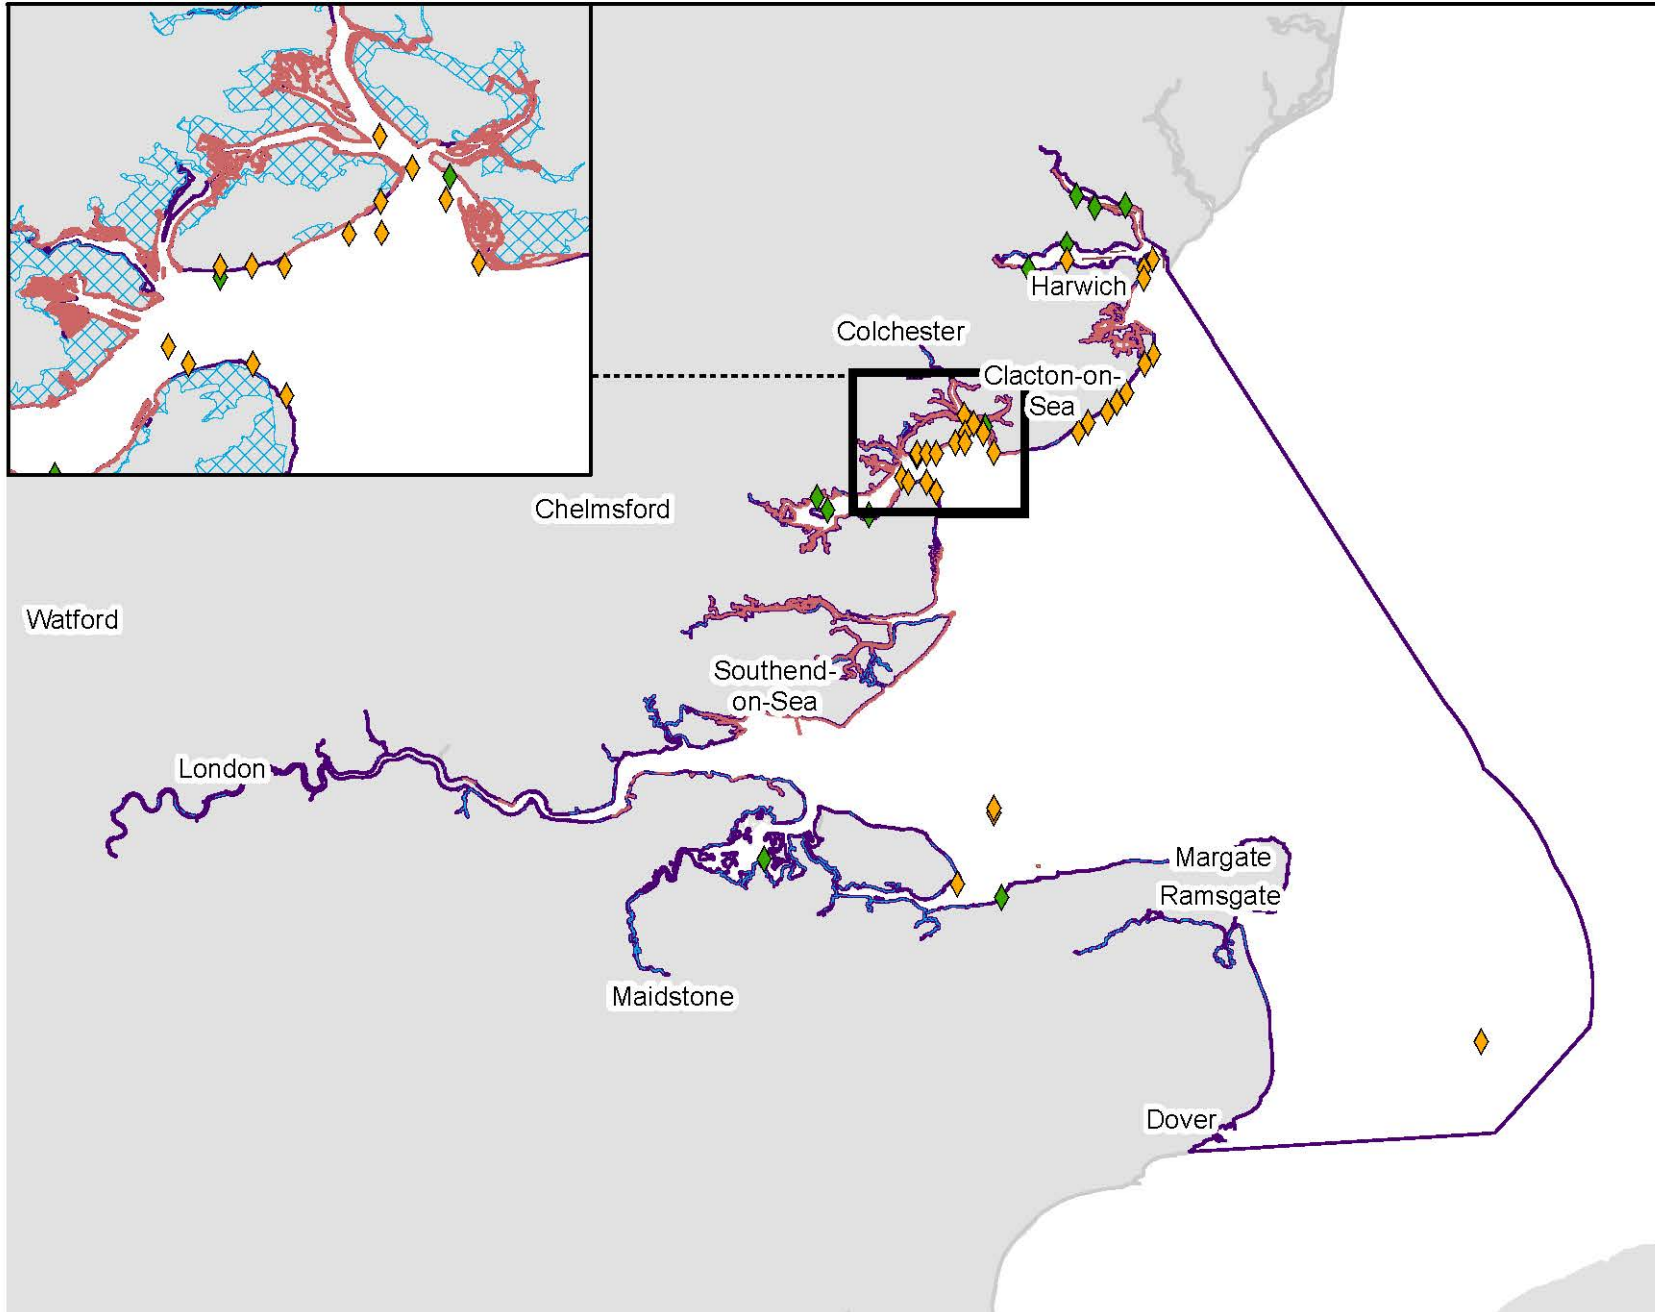 Harwich
Colchester
Clacton-on-
Sea
Chelmsford
Watford
Southend-
on-Sea
London
Margate
Ramsgate
Maidstone
Dover